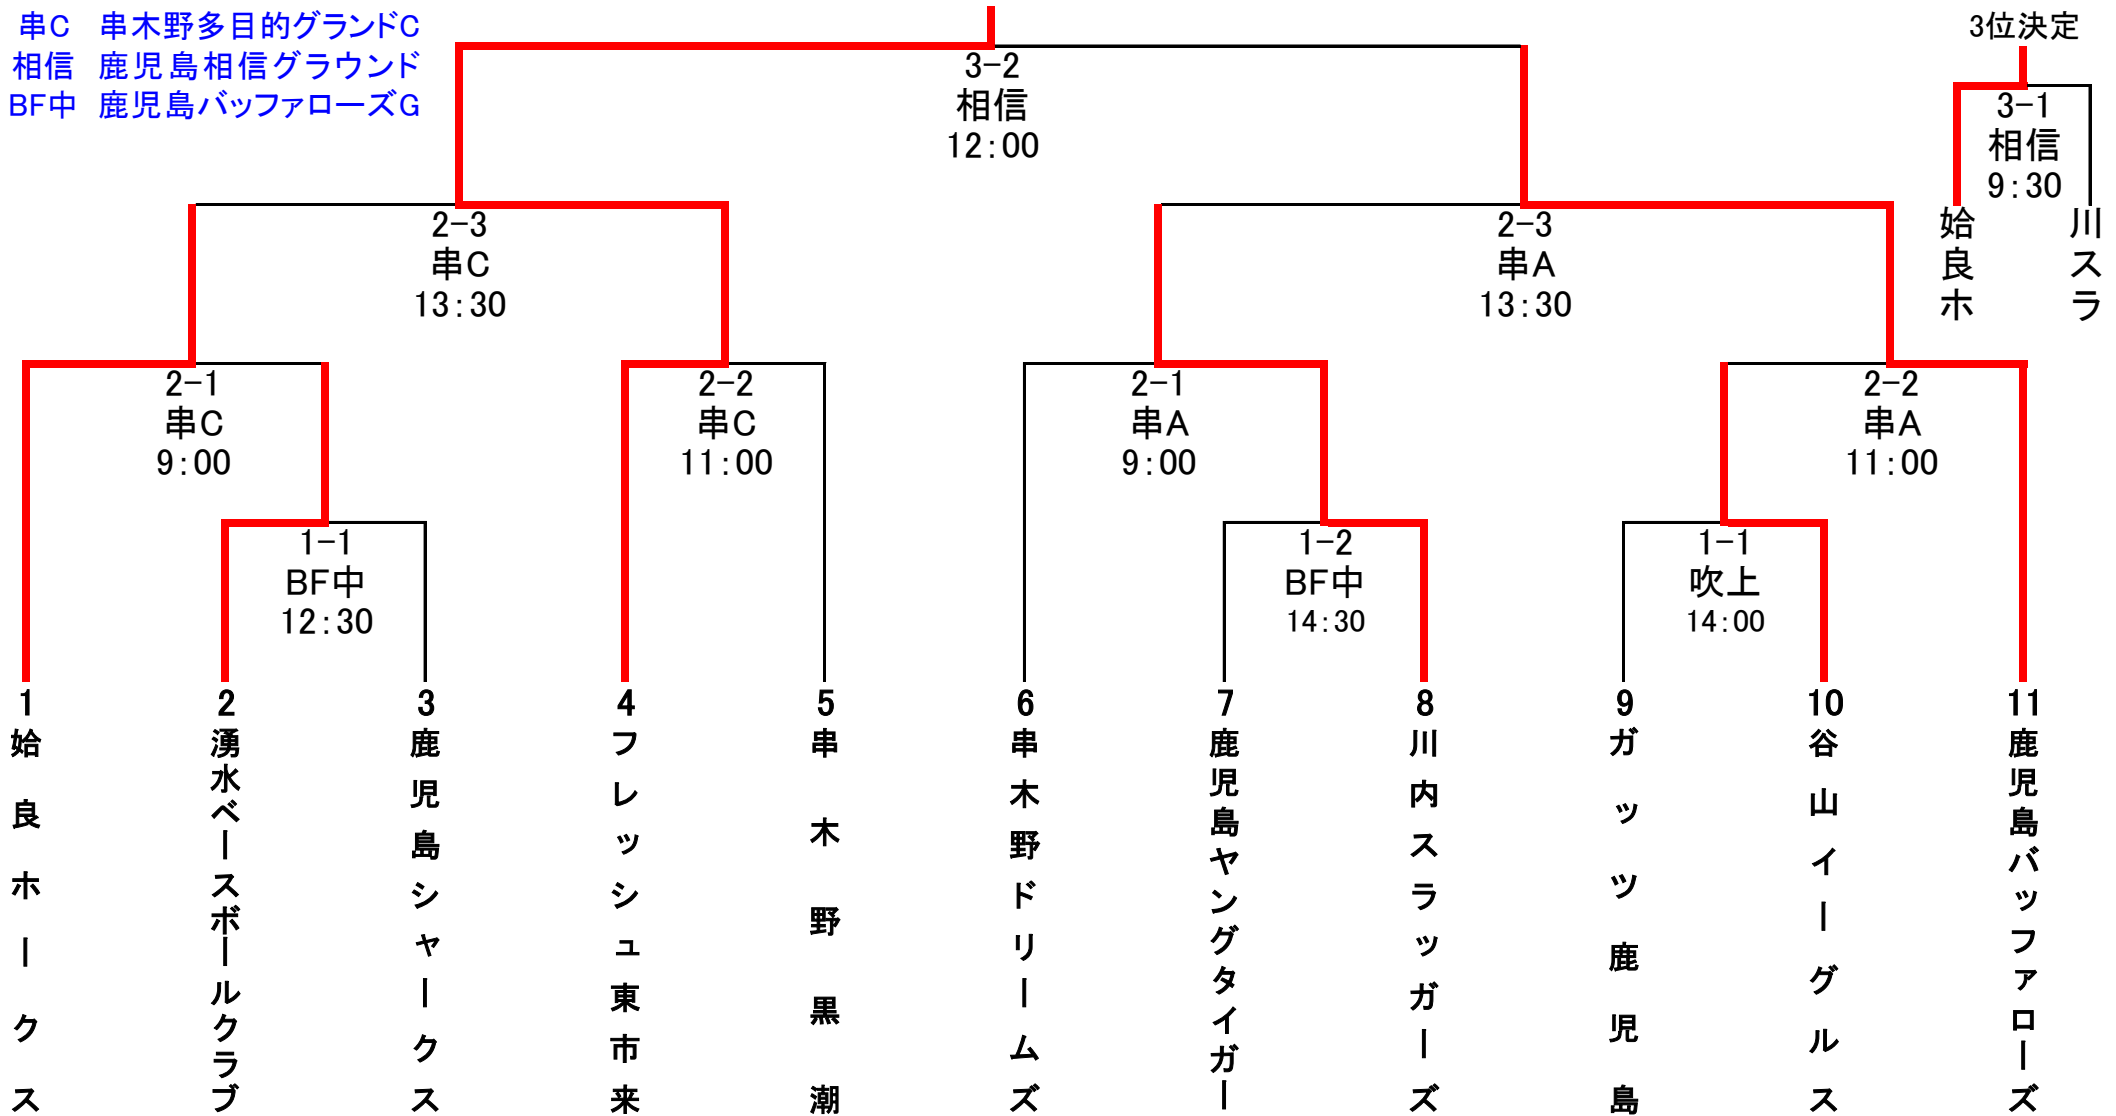 串C 串木野多目的グランドC
相信 鹿児島相信グラウンド
BF中 鹿児島バッファローズG
3位決定
3-2
相信
12:00
3-1
相信
9:30
始良ホ
川スラ
2-3
串C
13:30
2-3
串A
13:30
2-1
串C
9:00
2-2
串C
11:00
2-1
串A
9:00
2-2
串A
11:00
1-1
BF中
12:30
1-2
BF中
14:30
1-1
吹上
14:00
1
姶良ホークス
2
湧水ベースボールクラブ
3
鹿児島シャークス
4
フレッシュ東市来
5
串木野黒潮
6
串木野ドリームズ
7
鹿児島ヤングタイガー
8
川内スラッガーズ
9
ガッツ鹿児島
10
谷山イーグルス
11
鹿児島バッファローズ